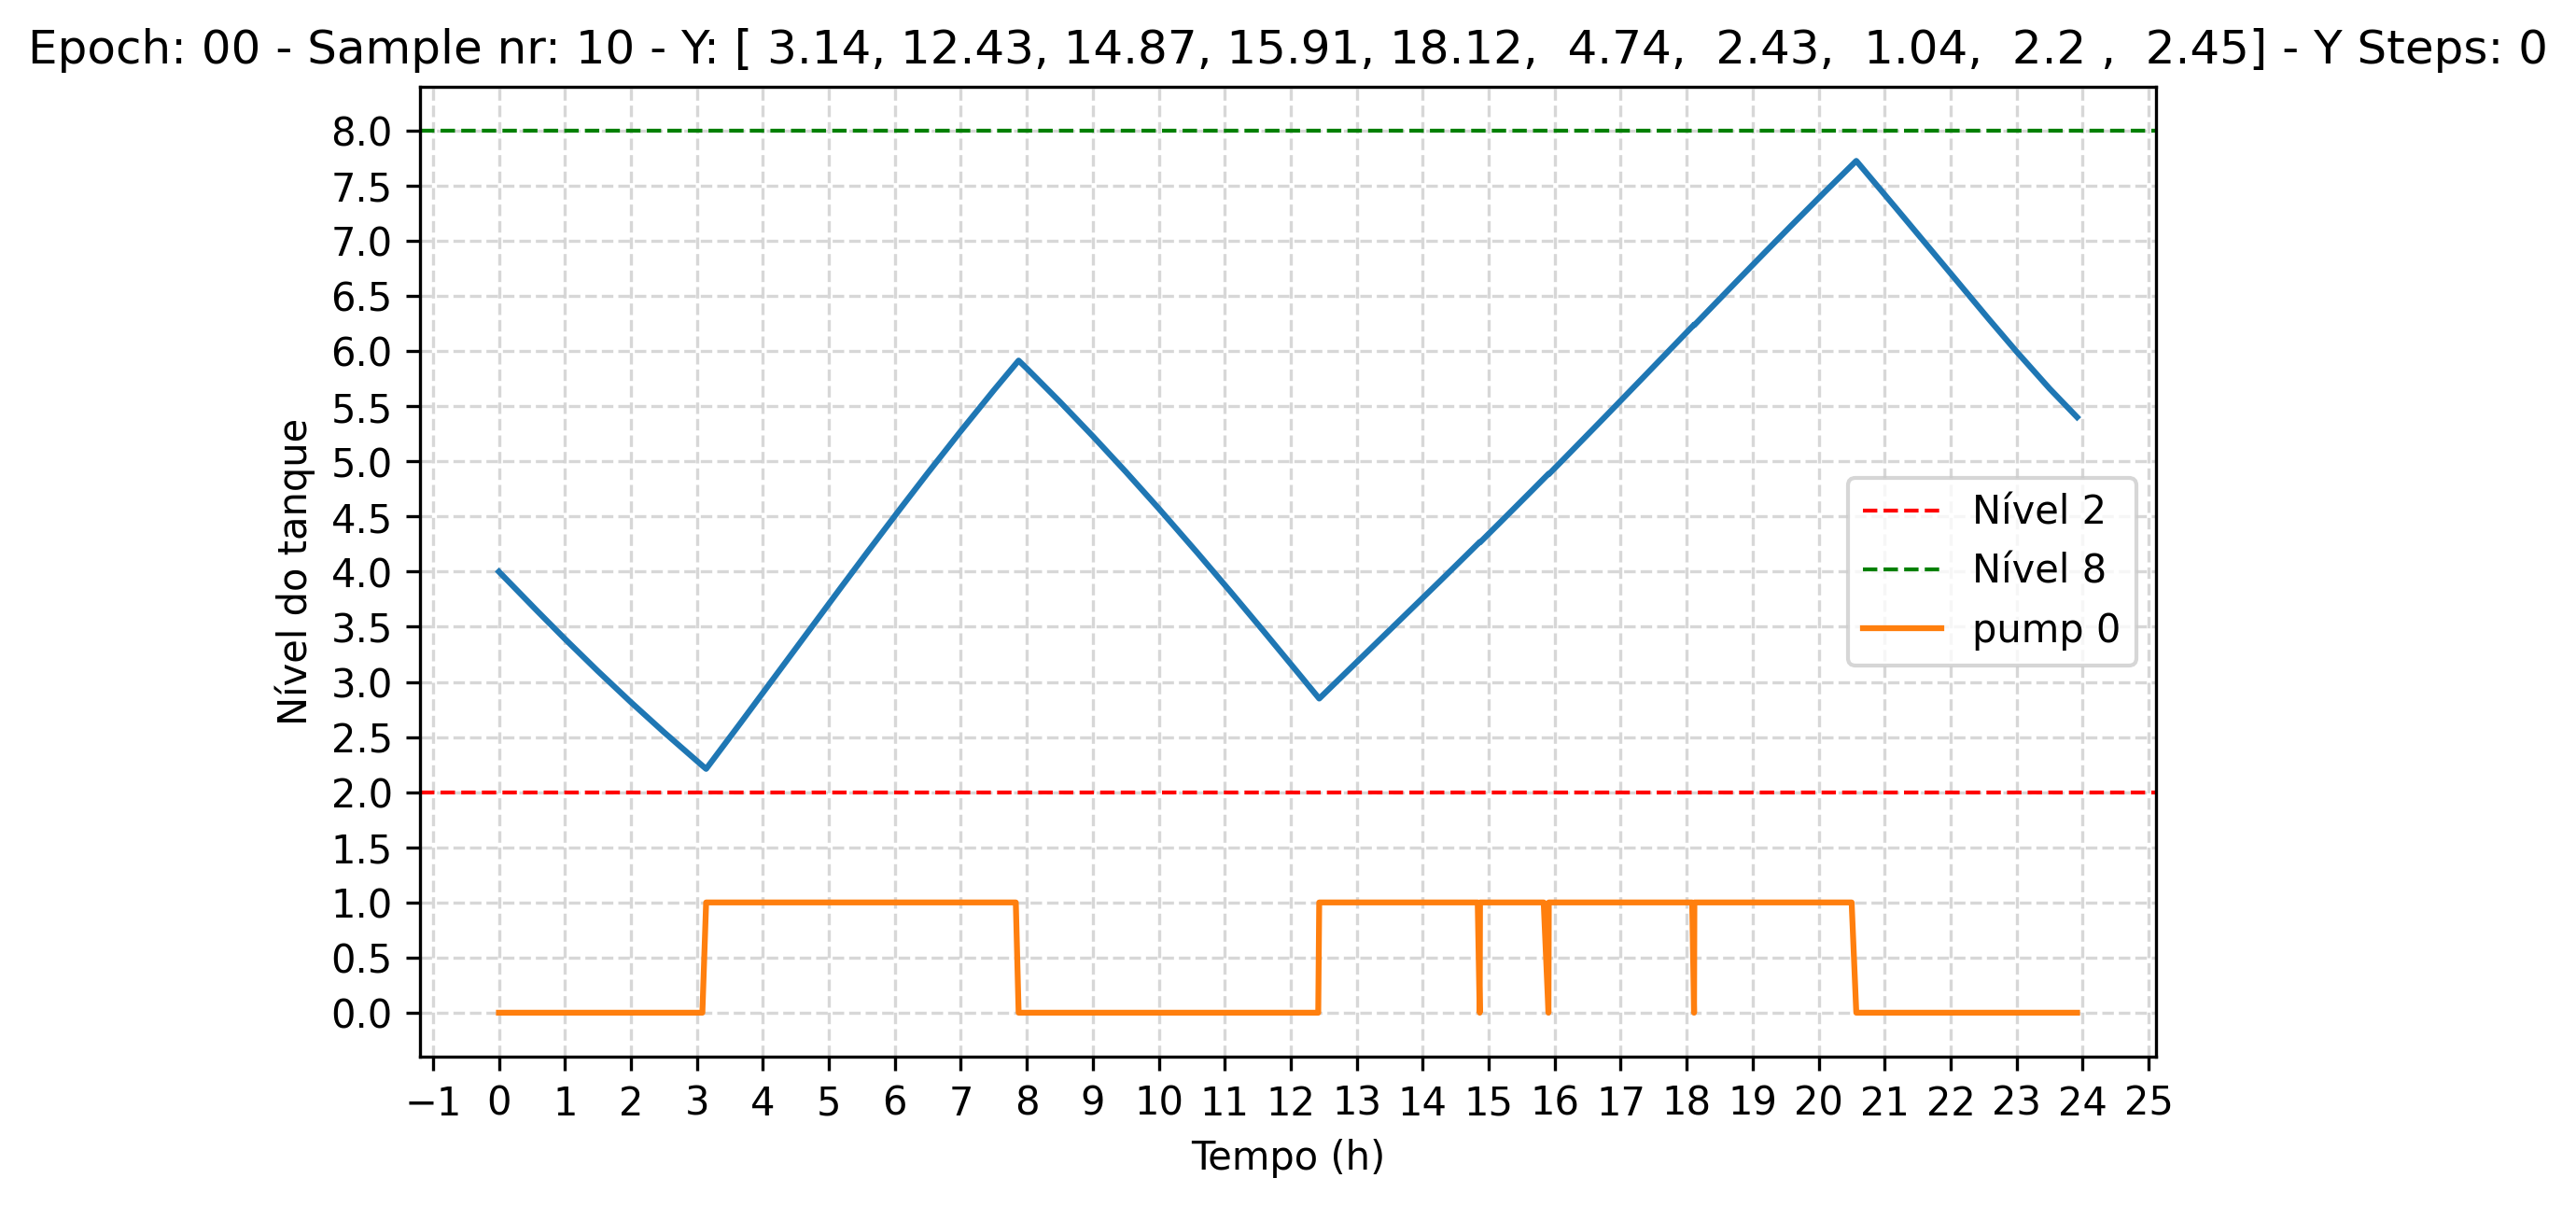 Epoch: 00 - Sample nr: 10 - Y: [ 3.14, 12.43, 14.87, 15.91, 18.12,  4.74,  2.43,  1.04,  2.2 ,  2.45] - Y Steps: 0
8.0
7.5
7.0
6.5
6.0
5.5
5.0
4.5
4.0
3.5
3.0
2.5
2.0
1.5
1.0
0.5
0.0
Nível do tanque
Nível 2
Nível 8
pump 0
−1 0 1 2 3 4 5 6 7 8 9 10 11 12 13 14 15 16 17 18 19 20 21 22 23 24 25
Tempo (h)